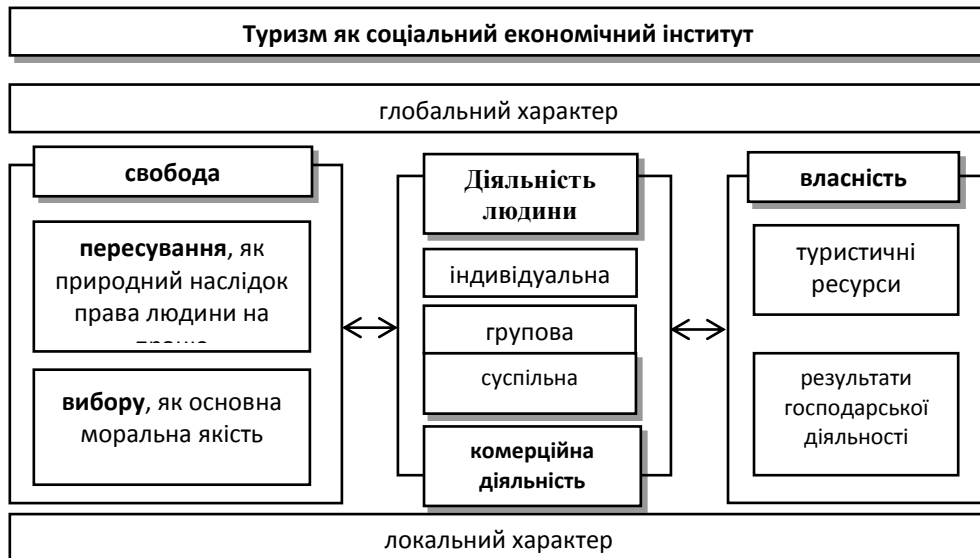 Туризм як соціальний економічний інститут
глобальний характер
свобода
пересування, як
природний наслідок
права людини на
вибору, як основна
моральна якість
Діяльність
людини
індивідуальна
групова
суспільна
комерційна
діяльність
власність
туристичні
ресурси
результати
господарської
діяльності
локальний характер